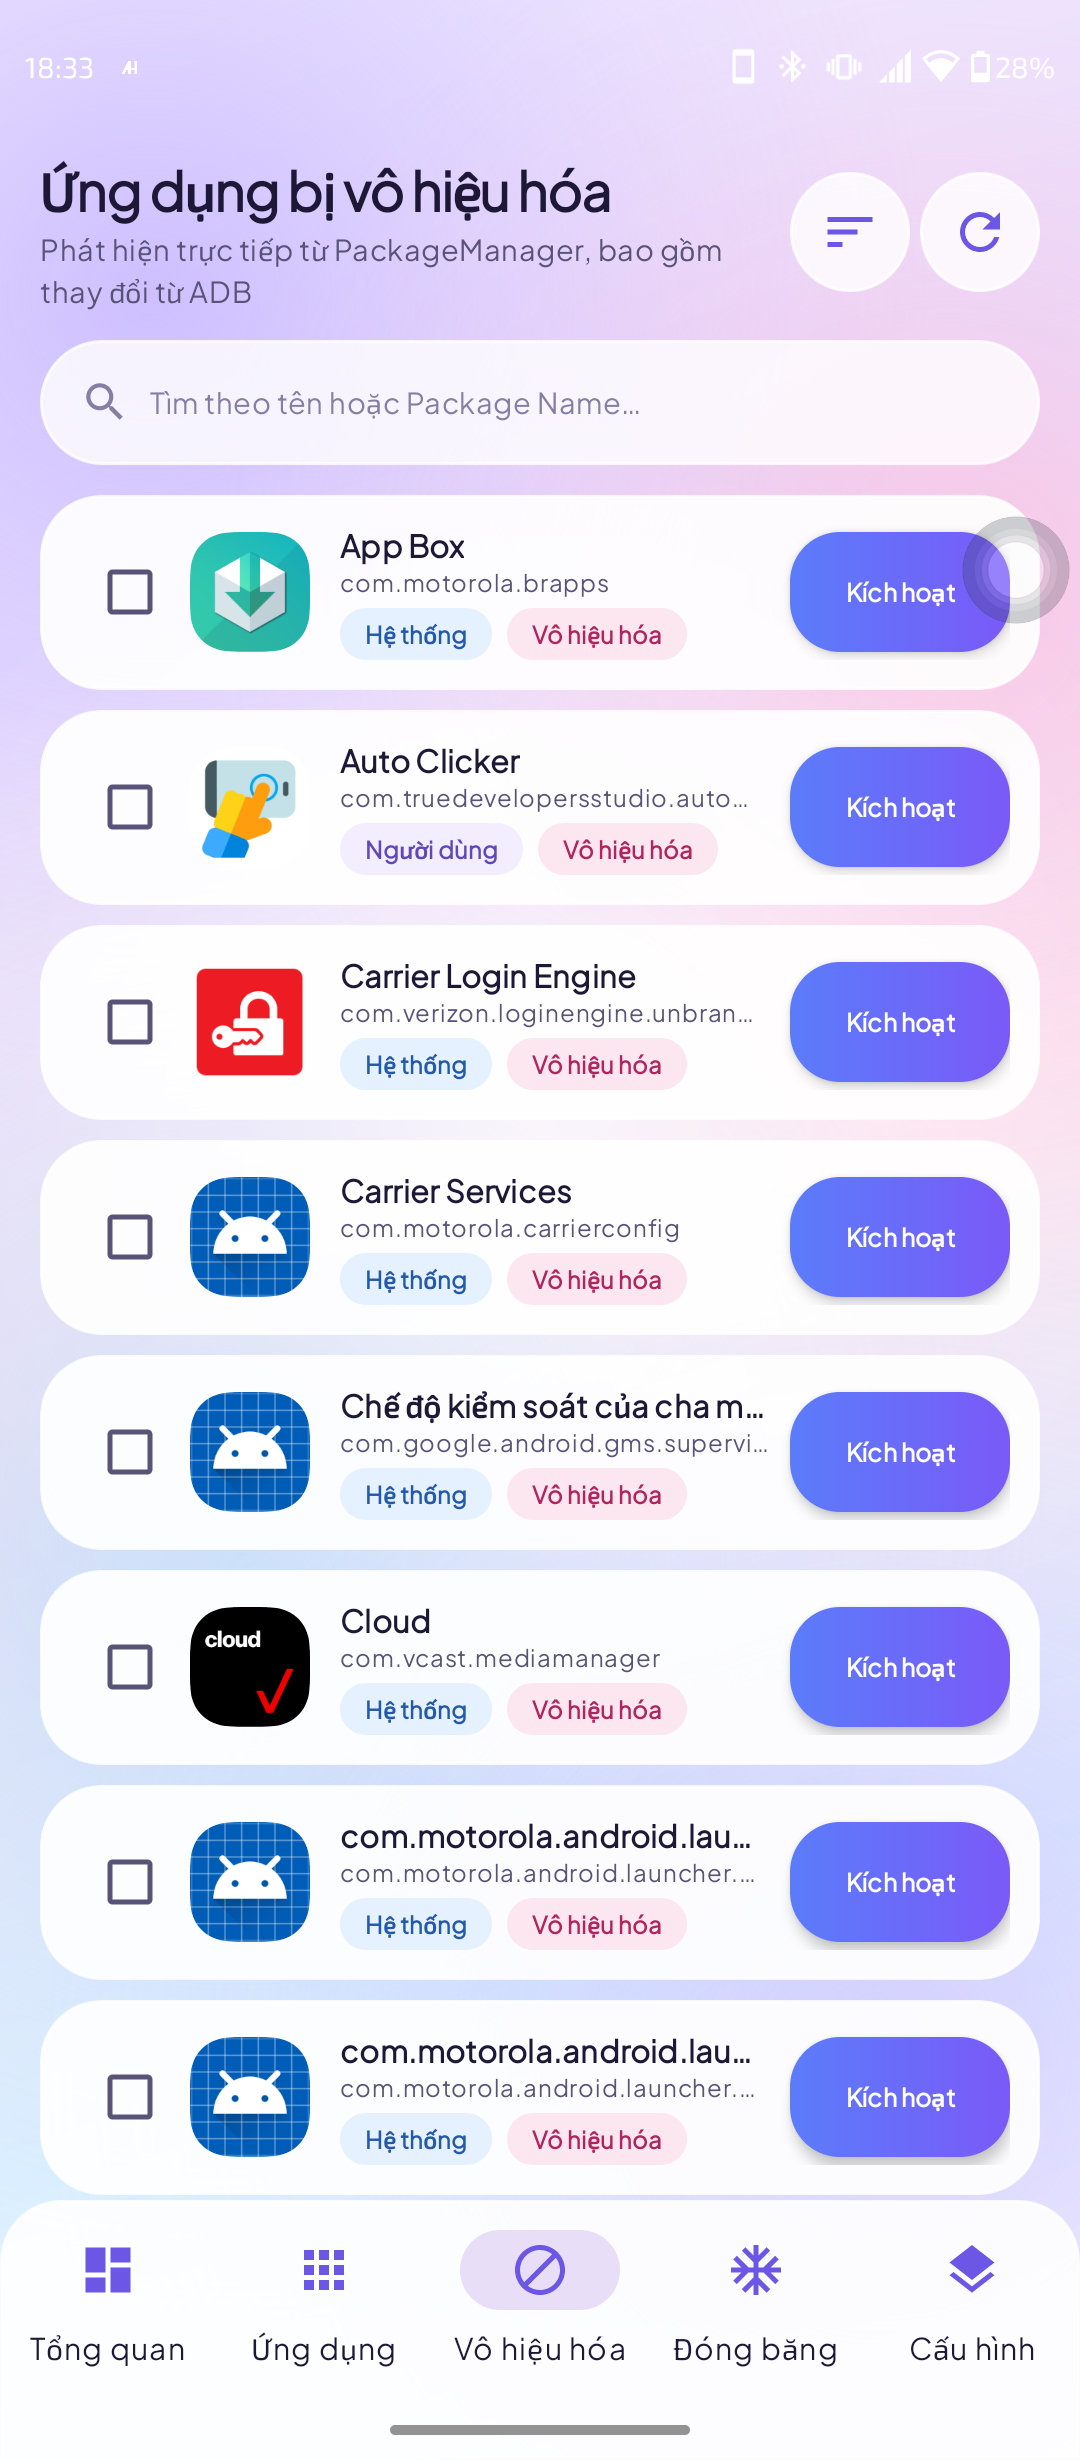 18:33
28%
Ứng dụng bị vô hiệu hóa
Phát hiện trực tiếp từ PackageManager, bao gồm
thay đổi từ ADB
Tìm theo tên hoặc Package Name...
App Box
com.motorola.brapps
Hệ thống
Vô hiệu hóa
Kích hoạt
Auto Clicker
com.truedevelopersstudio.auto...
Người dùng
Vô hiệu hóa
Kích hoạt
Carrier Login Engine
com.verizon.loginengine.unbran...
Hệ thống
Vô hiệu hóa
Kích hoạt
Carrier Services
com.motorola.carrierconfig
Hệ thống
Vô hiệu hóa
Kích hoạt
Chế độ kiểm soát của cha m...
com.google.android.gms.supervi...
Hệ thống
Vô hiệu hóa
Kích hoạt
cloud
Cloud
com.vcast.mediamanager
Hệ thống
Vô hiệu hóa
Kích hoạt
com.motorola.android.lau...
com.motorola.android.launcher....
Hệ thống
Vô hiệu hóa
Kích hoạt
com.motorola.android.lau...
com.motorola.android.launcher....
Hệ thống
Vô hiệu hóa
Kích hoạt
Tổng quan
Ứng dụng
Vô hiệu hóa
Đóng băng
Cấu hình